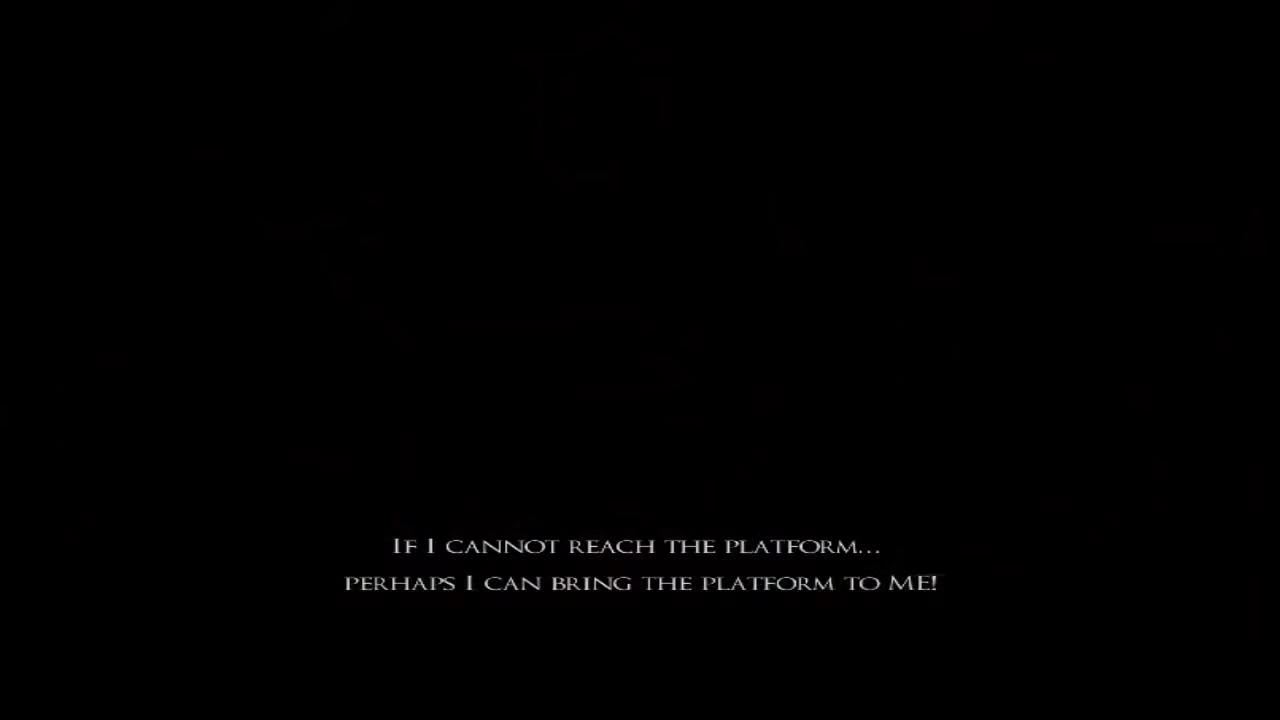 If I cannot reach the platform...
perhaps I can bring the platform to ME!